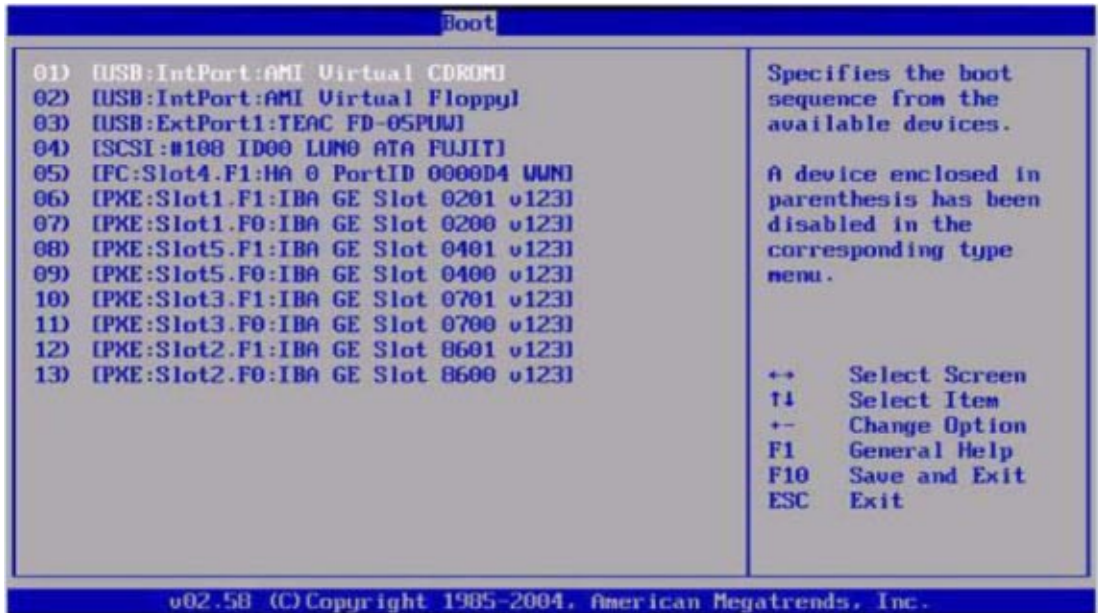 Boot
01) [USB:IntPort:AMI Virtual CDROM]
02) [USB:IntPort:AMI Virtual Floppy]
03) [USB:ExtPort1:TEAC FD-05PUW]
04) [SCSI:#108 ID00 LUN0 ATA FUJIT]
05) [FC:Slot4.F1:HA 0 PortID 0000D4 WWN]
06) [PXE:Slot1.F1:IBA GE Slot 0201 v123]
07) [PXE:Slot1.F0:IBA GE Slot 0200 v123]
08) [PXE:Slot5.F1:IBA GE Slot 0401 v123]
09) [PXE:Slot5.F0:IBA GE Slot 0400 v123]
10) [PXE:Slot3.F1:IBA GE Slot 0701 v123]
11) [PXE:Slot3.F0:IBA GE Slot 0700 v123]
12) [PXE:Slot2.F1:IBA GE Slot 8601 v123]
13) [PXE:Slot2.F0:IBA GE Slot 8600 v123]
Specifies the boot
sequence from the
available devices.
A device enclosed in
parenthesis has been
disabled in the
corresponding type
menu.
↔ Select Screen
↑↓ Select Item
+- Change Option
F1 General Help
F10 Save and Exit
ESC Exit
v02.58 (C)Copyright 1985-2004, American Megatrends, Inc.